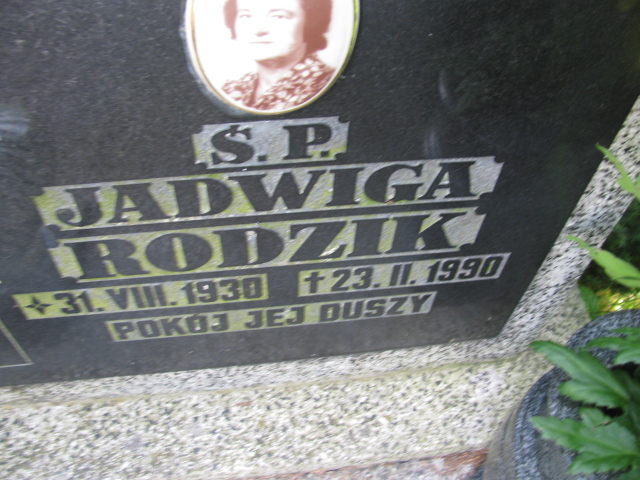 Ś. P.
JADWIGA
RODZIK
31. VIII. 1930 †23. II. 1990
POKÓJ JEJ DUSZY